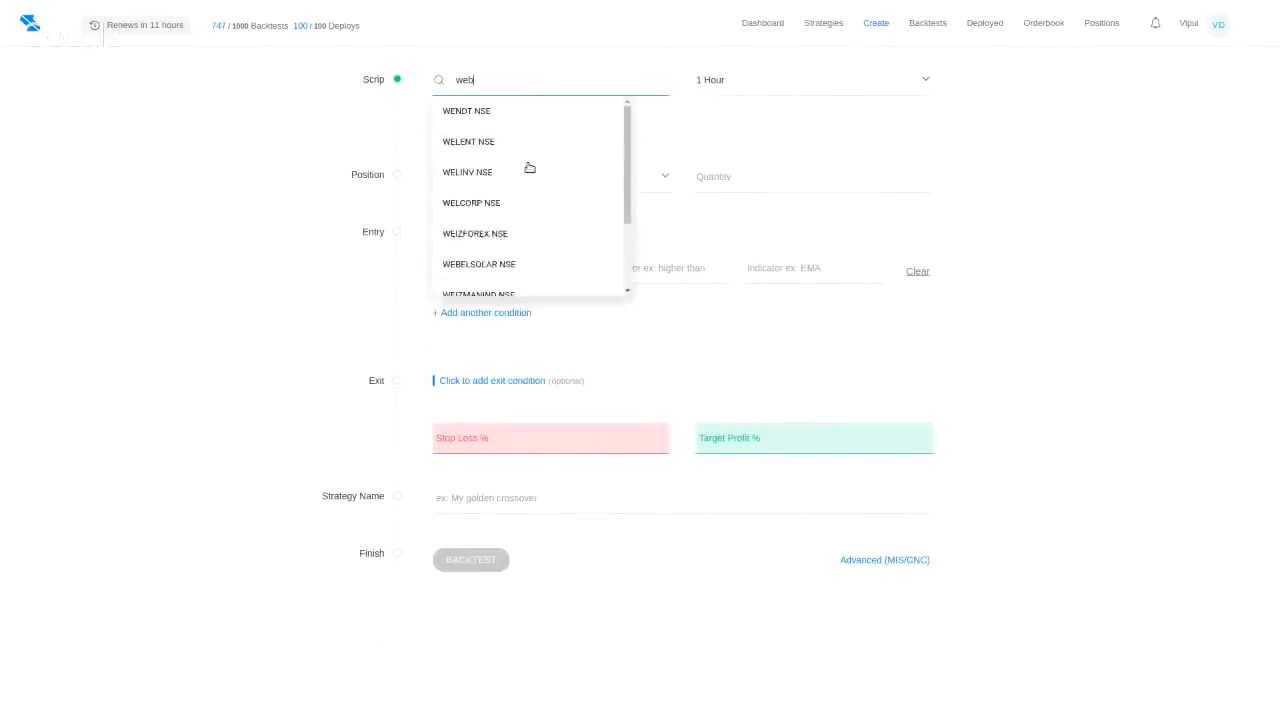 Renews in 11 hours
747 / 1000 Backtests 100 / 100 Deploys
Dashboard Strategies Create Backtests Deployed Orderbook Positions Vipul VD
Scrip web 1 Hour
WENDT NSE
WELENT NSE
WELINV NSE
WELCORP NSE
WEIZFOREX NSE
WEBELSOLAR NSE
WEIZMANIND NSE
Position Quantity
Entry
or ex: higher than Indicator ex: EMA Clear
+ Add another condition
Exit Click to add exit condition (optional)
Stop Loss % Target Profit %
Strategy Name ex: My golden crossover
Finish BACKTEST Advanced (MIS/CNC)